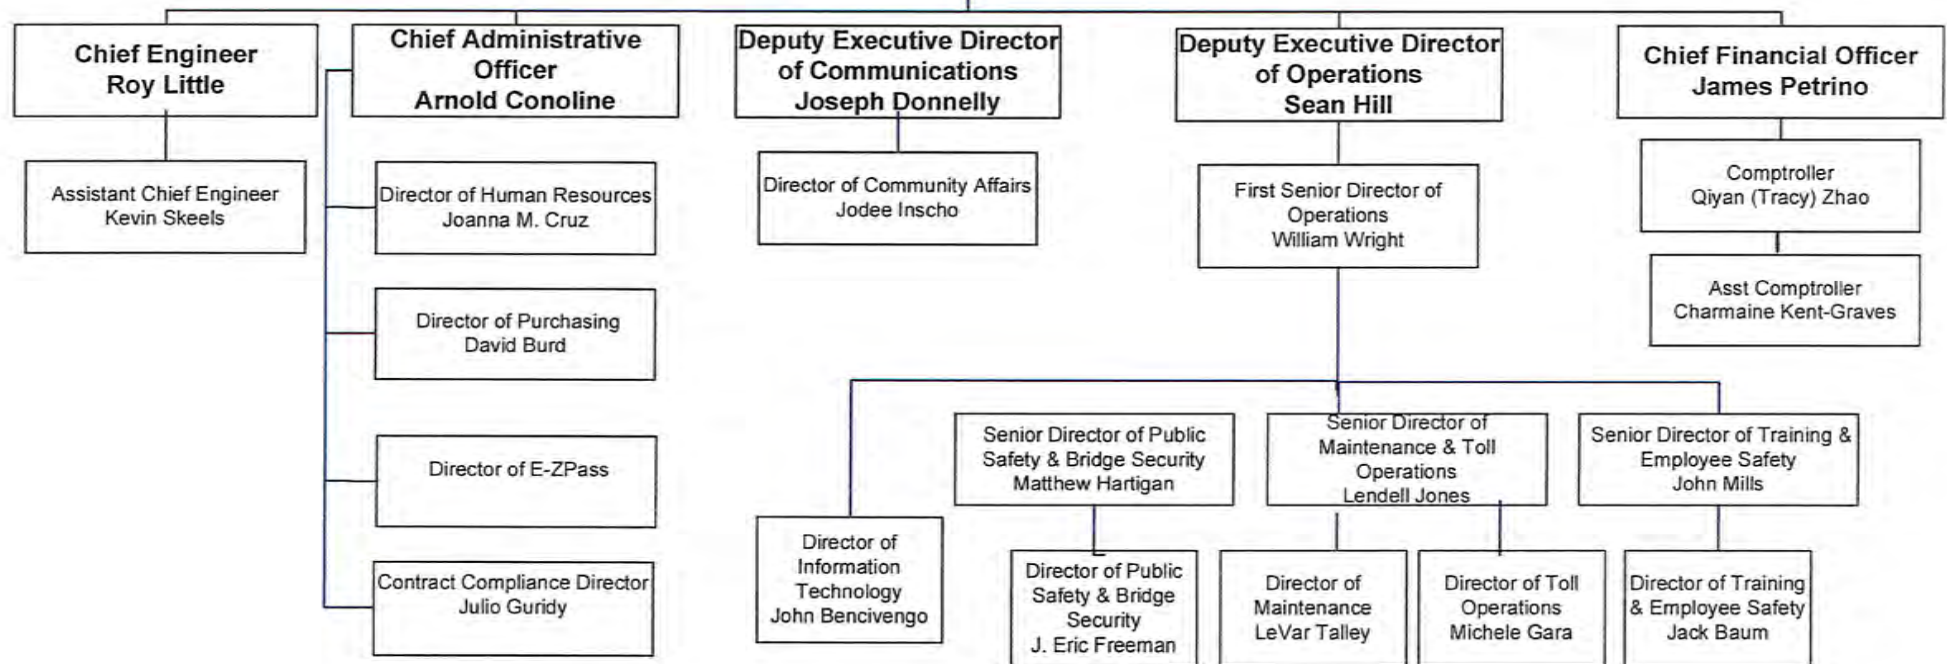 Chief Engineer
Roy Little
Chief Administrative
Officer
Arnold Conoline
Deputy Executive Director
of Communications
Joseph Donnelly
Deputy Executive Director
of Operations
Sean Hill
Chief Financial Officer
James Petrino
Assistant Chief Engineer
Kevin Skeels
Director of Human Resources
Joanna M. Cruz
Director of Community Affairs
Jodee Inscho
First Senior Director of
Operations
William Wright
Comptroller
Qiyan (Tracy) Zhao
Asst Comptroller
Charmaine Kent-Graves
Director of Purchasing
David Burd
Director of E-ZPass
Contract Compliance Director
Julio Guridy
Senior Director of Public
Safety & Bridge Security
Matthew Hartigan
Senior Director of
Maintenance & Toll
Operations
Lendell Jones
Senior Director of Training &
Employee Safety
John Mills
Director of
Information
Technology
John Bencivengo
Director of Public
Safety & Bridge
Security
J. Eric Freeman
Director of
Maintenance
LeVar Talley
Director of Toll
Operations
Michele Gara
Director of Training
& Employee Safety
Jack Baum